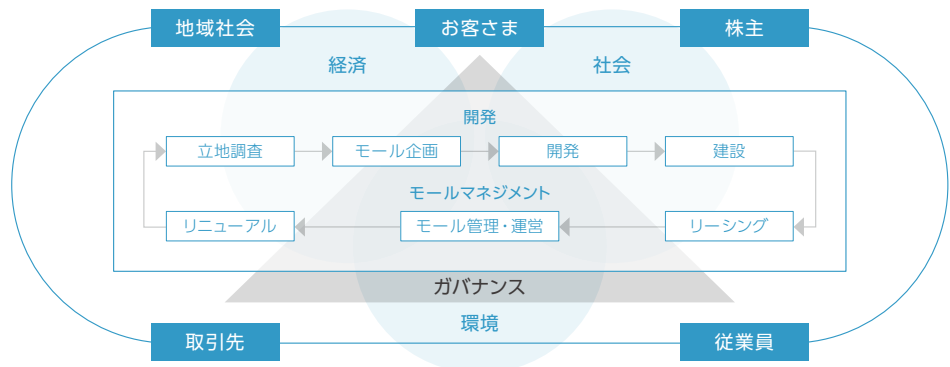 地域社会
お客さま
株主
経済
社会
開発
立地調査
モール企画
開発
建設
モールマネジメント
リニューアル
モール管理・運営
リーシング
ガバナンス
環境
取引先
従業員